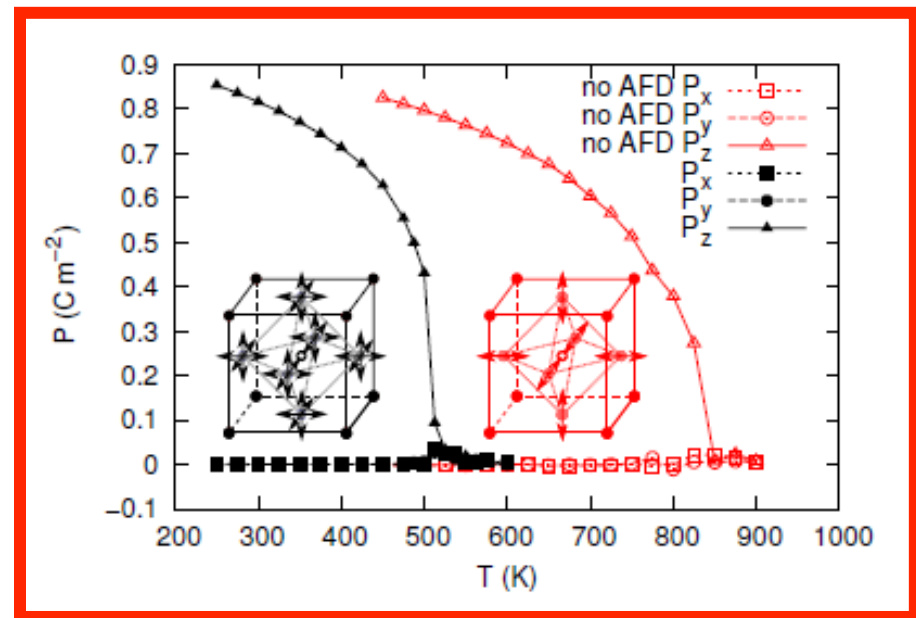 0.9
0.8
0.7
0.6
0.5
0.4
0.3
0.2
0.1
0
−0.1
P (C m⁻²)
200 300 400 500 600 700 800 900 1000
T (K)
no AFD Pₓ
no AFD Pᵧ
no AFD P_z
Pₓ
Pᵧ
P_z